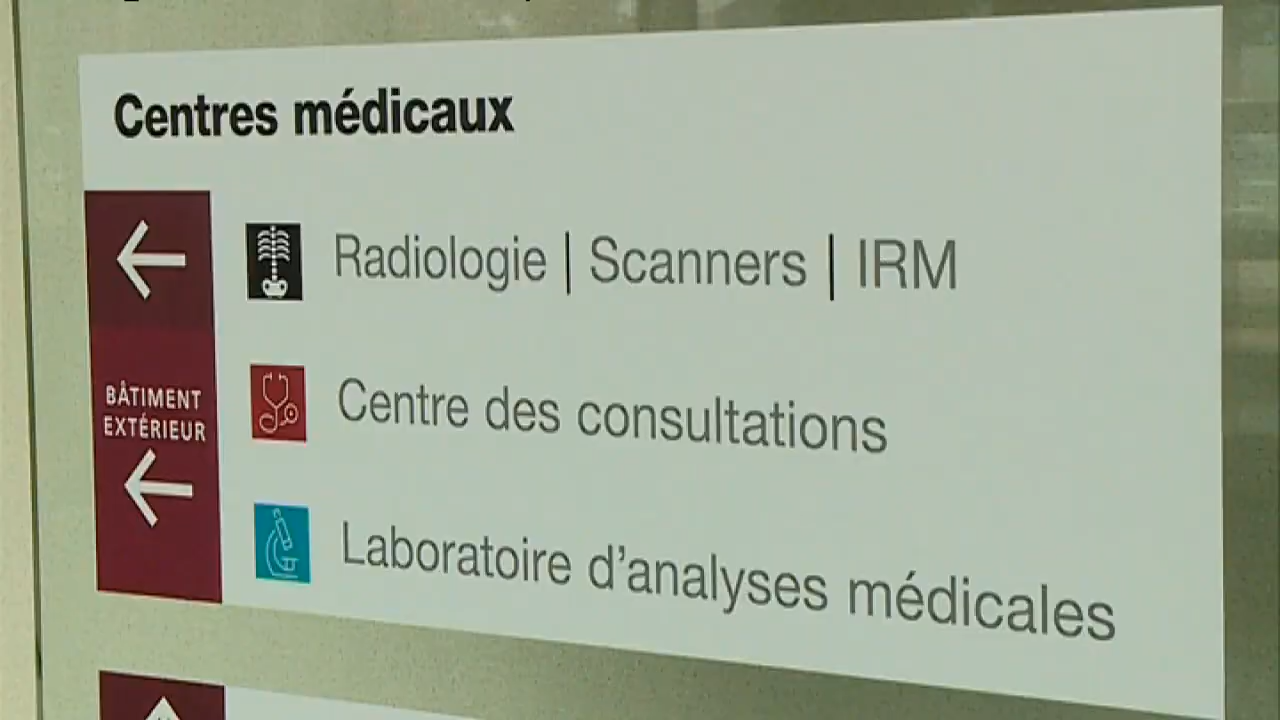 Centres médicaux
Radiologie | Scanners | IRM
BÂTIMENT
EXTÉRIEUR
Centre des consultations
Laboratoire d'analyses médicales